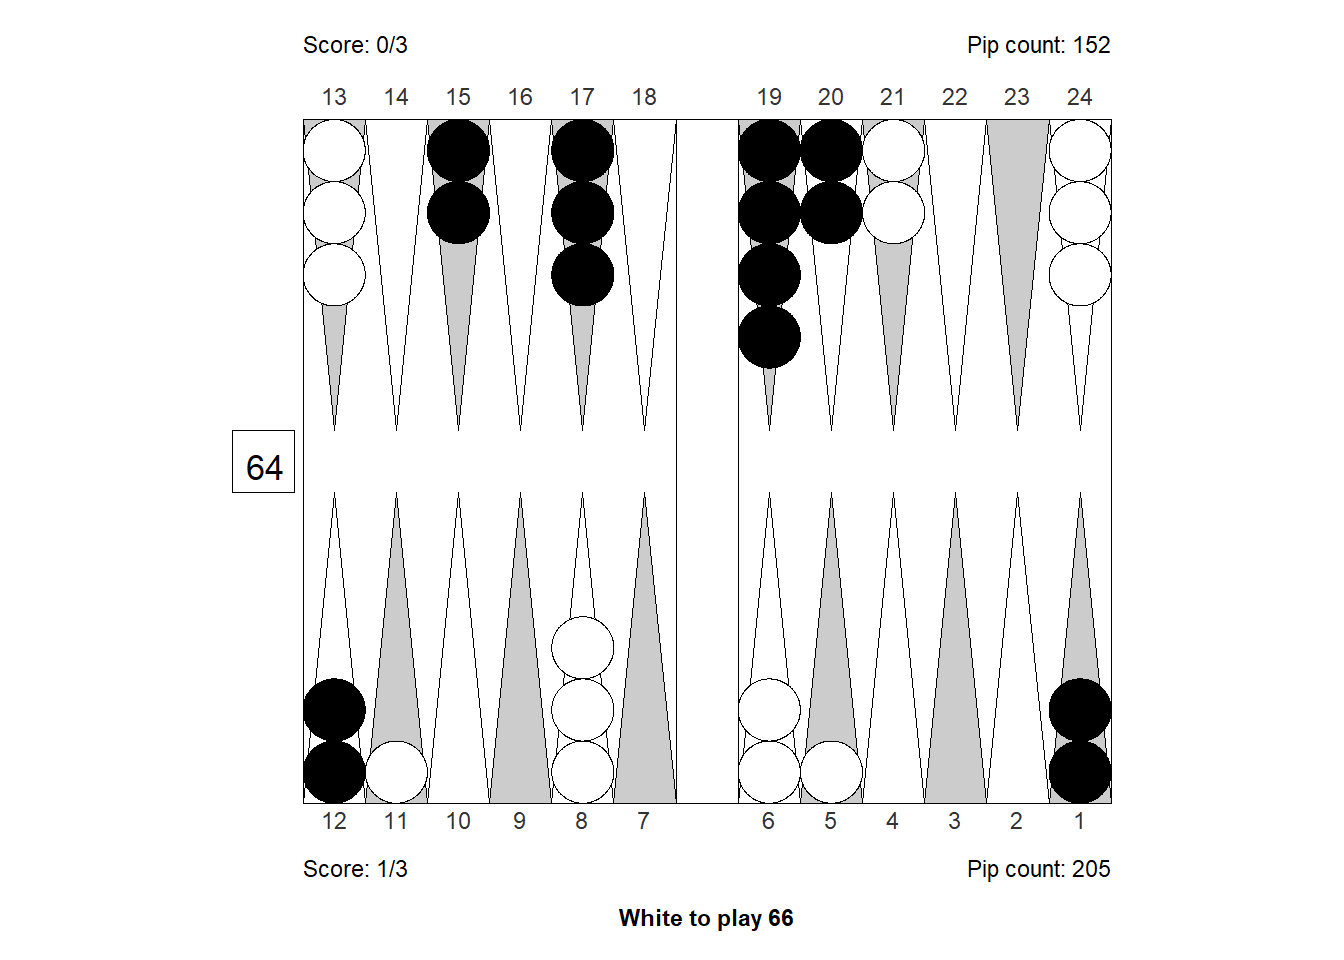 Score: 0/3 Pip count: 152
13 14 15 16 17 18 19 20 21 22 23 24
64
12 11 10 9 8 7 6 5 4 3 2 1
Score: 1/3 Pip count: 205
White to play 66